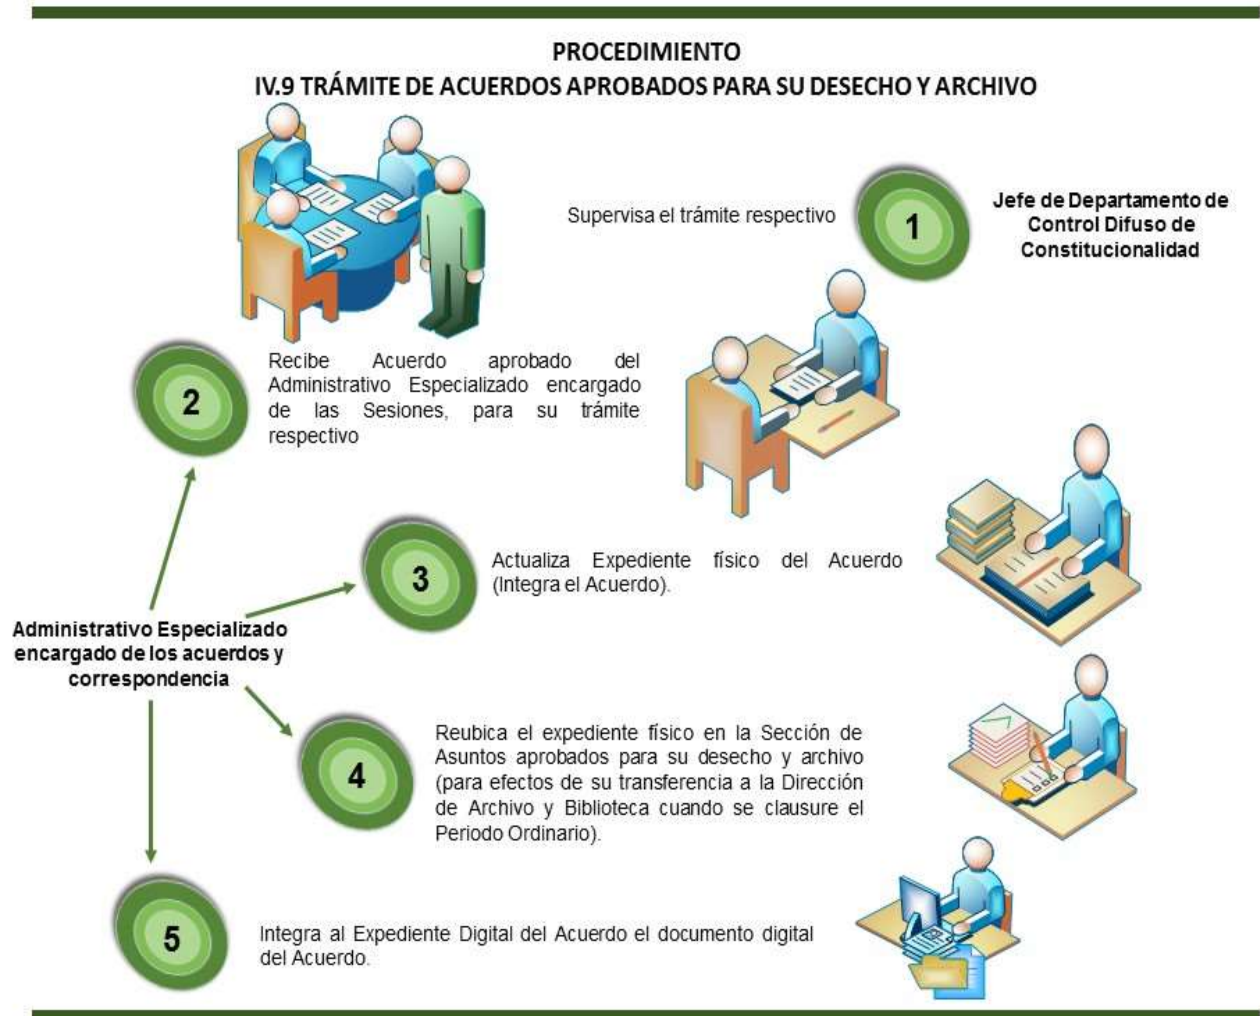 PROCEDIMIENTO
IV.9 TRÁMITE DE ACUERDOS APROBADOS PARA SU DESECHO Y ARCHIVO
Supervisa el trámite respectivo
1
Jefe de Departamento de
Control Difuso de
Constitucionalidad
2
Recibe Acuerdo aprobado del
Administrativo Especializado encargado
de las Sesiones, para su trámite
respectivo
3
Actualiza Expediente físico del Acuerdo
(Integra el Acuerdo).
Administrativo Especializado
encargado de los acuerdos y
correspondencia
4
Reubica el expediente físico en la Sección de
Asuntos aprobados para su desecho y archivo
(para efectos de su transferencia a la Dirección
de Archivo y Biblioteca cuando se clausure el
Periodo Ordinario).
5
Integra al Expediente Digital del Acuerdo el documento digital
del Acuerdo.